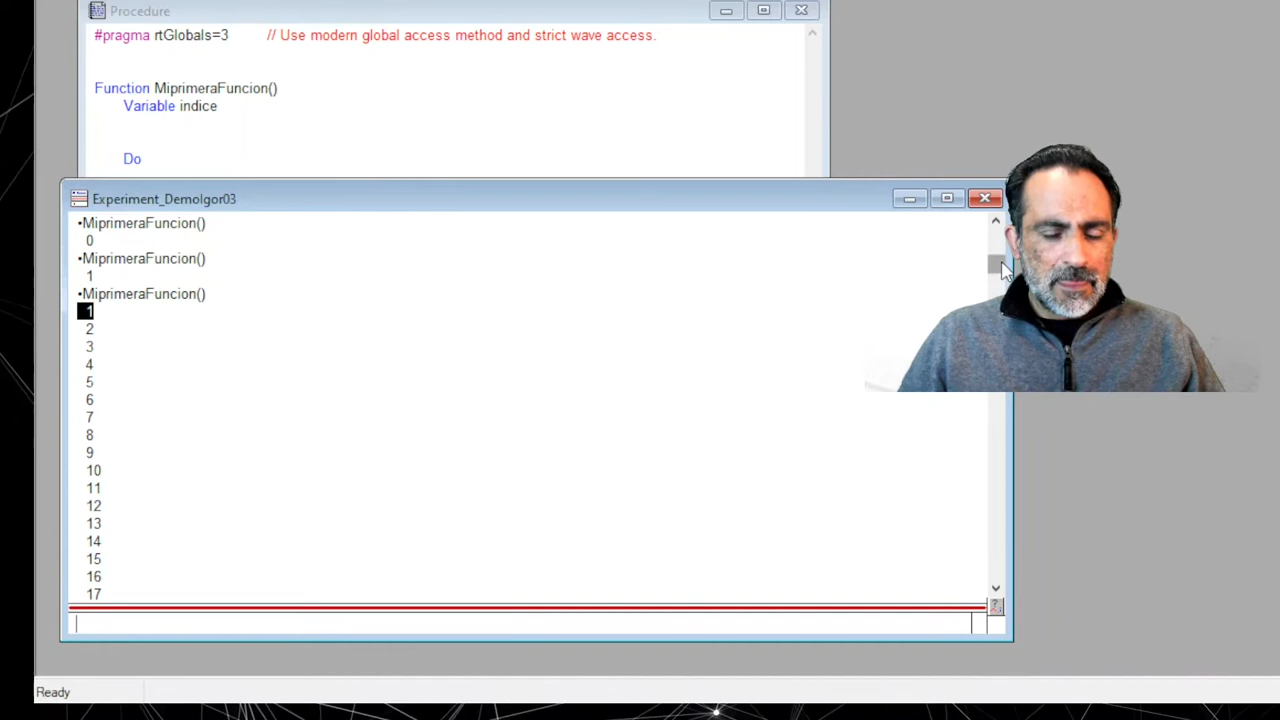 Procedure
#pragma rtGlobals=3 // Use modern global access method and strict wave access.
Function MiprimeraFuncion()
Variable indice
Do
Experiment_DemoIgor03
•MiprimeraFuncion()
0
•MiprimeraFuncion()
1
•MiprimeraFuncion()
1
2
3
4
5
6
7
8
9
10
11
12
13
14
15
16
17
Ready